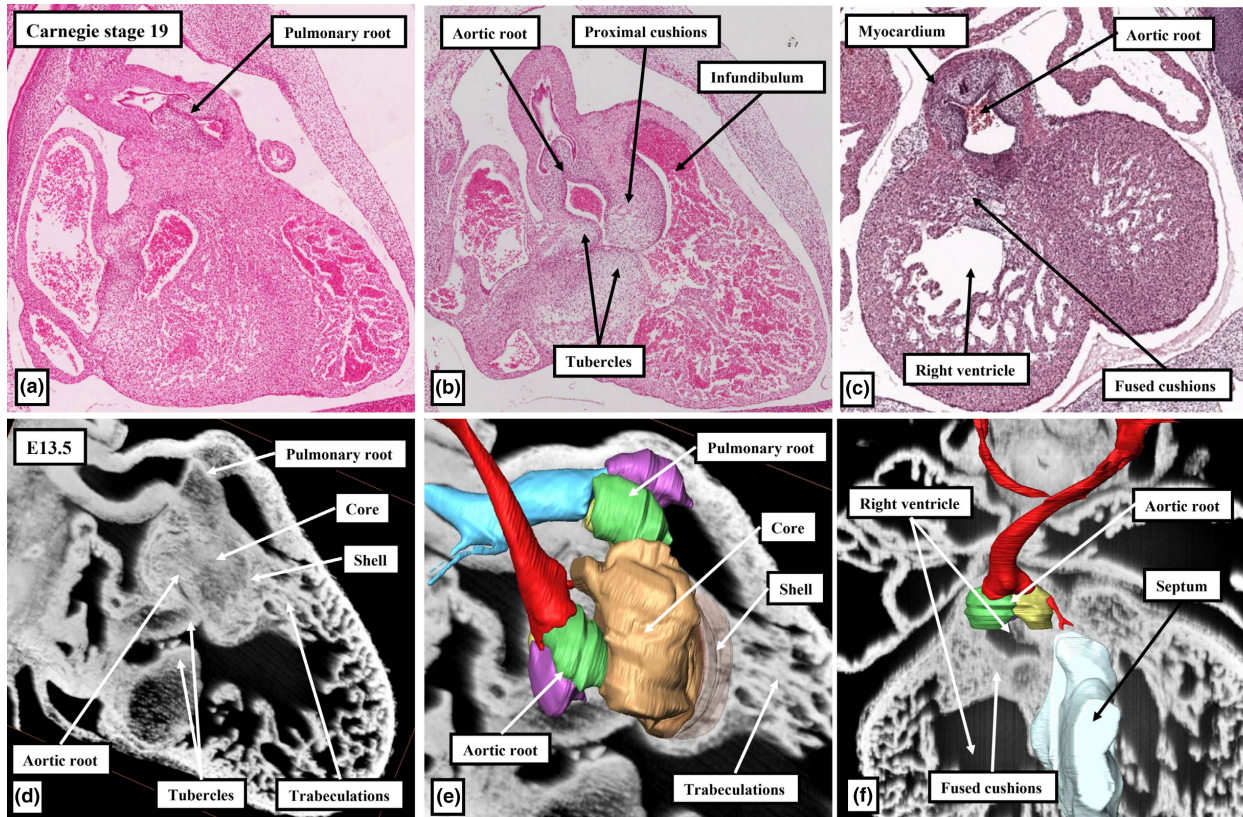 Carnegie stage 19
Pulmonary root
(a)
Aortic root
Proximal cushions
Infundibulum
Tubercles
(b)
Myocardium
Aortic root
Right ventricle
Fused cushions
(c)
E13.5
Pulmonary root
Core
Shell
Aortic root
Tubercles
Trabeculations
(d)
Pulmonary root
Core
Shell
Aortic root
Trabeculations
(e)
Right ventricle
Aortic root
Septum
Fused cushions
(f)